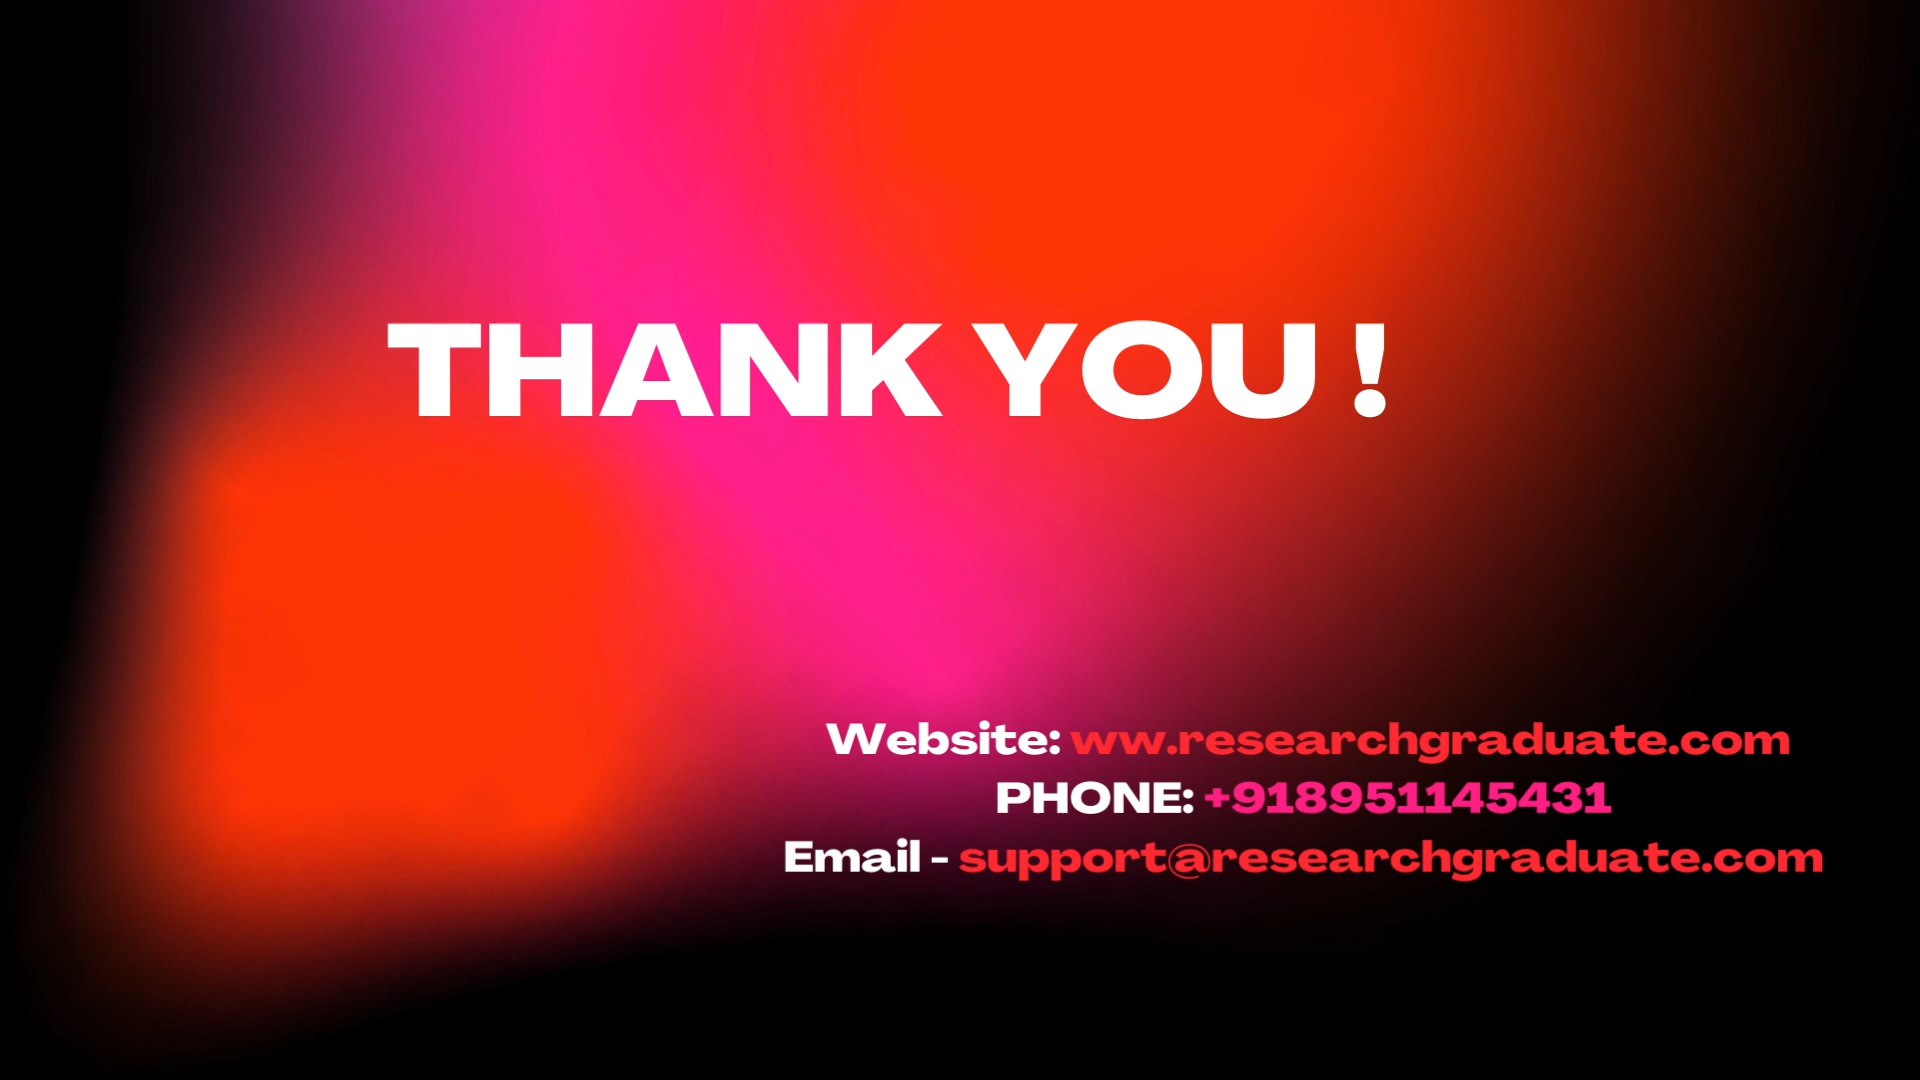 THANK YOU !
Website: ww.researchgraduate.com
PHONE: +918951145431
Email - support@researchgraduate.com